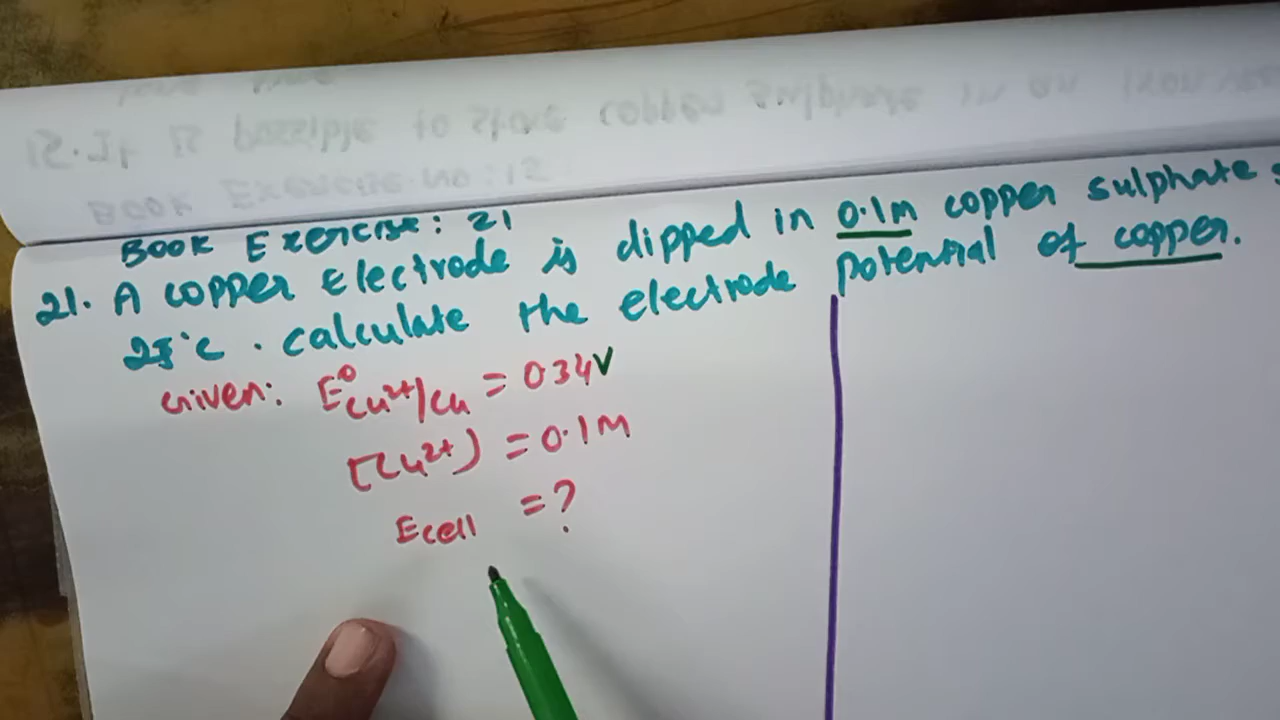 Book Exercise: 21
21. A copper Electrode is dipped in 0.1M copper sulphate
25°C. calculate the electrode potential of copper.
Given: E°Cu²⁺/Cu = 0.34V
[Cu²⁺) = 0.1M
Ecell = ?